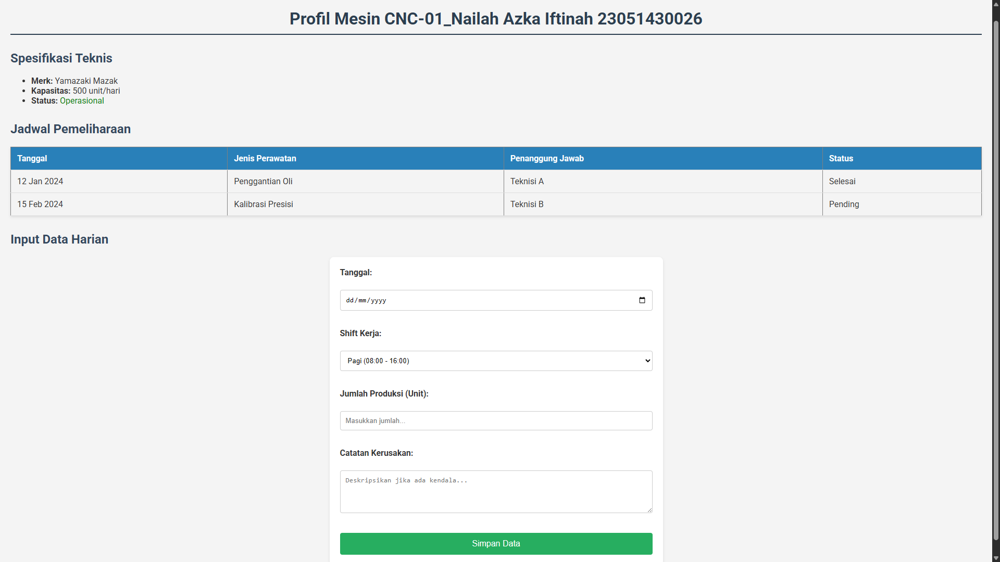 Profil Mesin CNC-01_Nailah Azka Iftinah 23051430026
Spesifikasi Teknis
Merk: Yamazaki Mazak
Kapasitas: 500 unit/hari
Status: Operasional
Jadwal Pemeliharaan
Tanggal Jenis Perawatan Penanggung Jawab Status
12 Jan 2024 Penggantian Oli Teknisi A Selesai
15 Feb 2024 Kalibrasi Presisi Teknisi B Pending
Input Data Harian
Tanggal:
dd/mm/yyyy
Shift Kerja:
Pagi (08:00 - 16:00)
Jumlah Produksi (Unit):
Masukkan jumlah...
Catatan Kerusakan:
Deskripsikan jika ada kendala...
Simpan Data